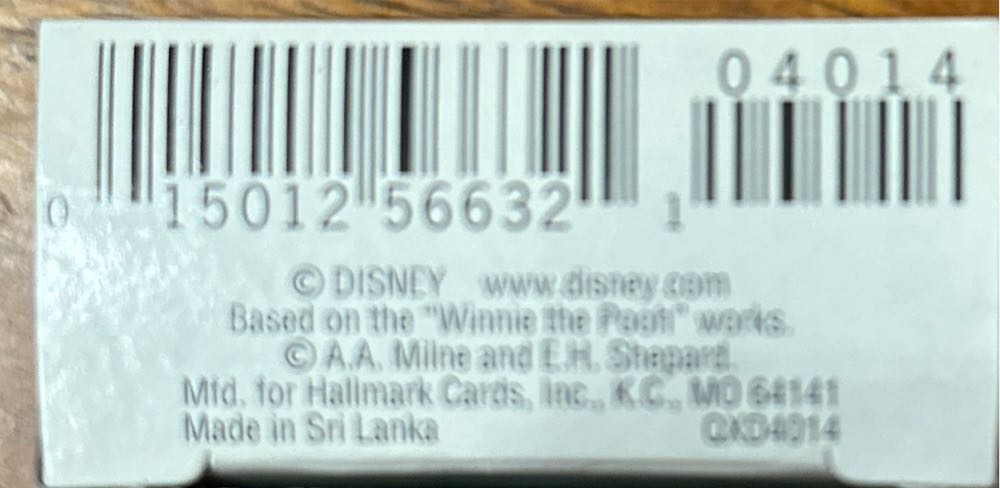 04014
0 15012 56632 1
© DISNEY www.disney.com
Based on the "Winnie the Pooh" works.
© A.A. Milne and E.H. Shepard.
Mfd. for Hallmark Cards, Inc., K.C., MO 64141
Made in Sri Lanka QXD4014